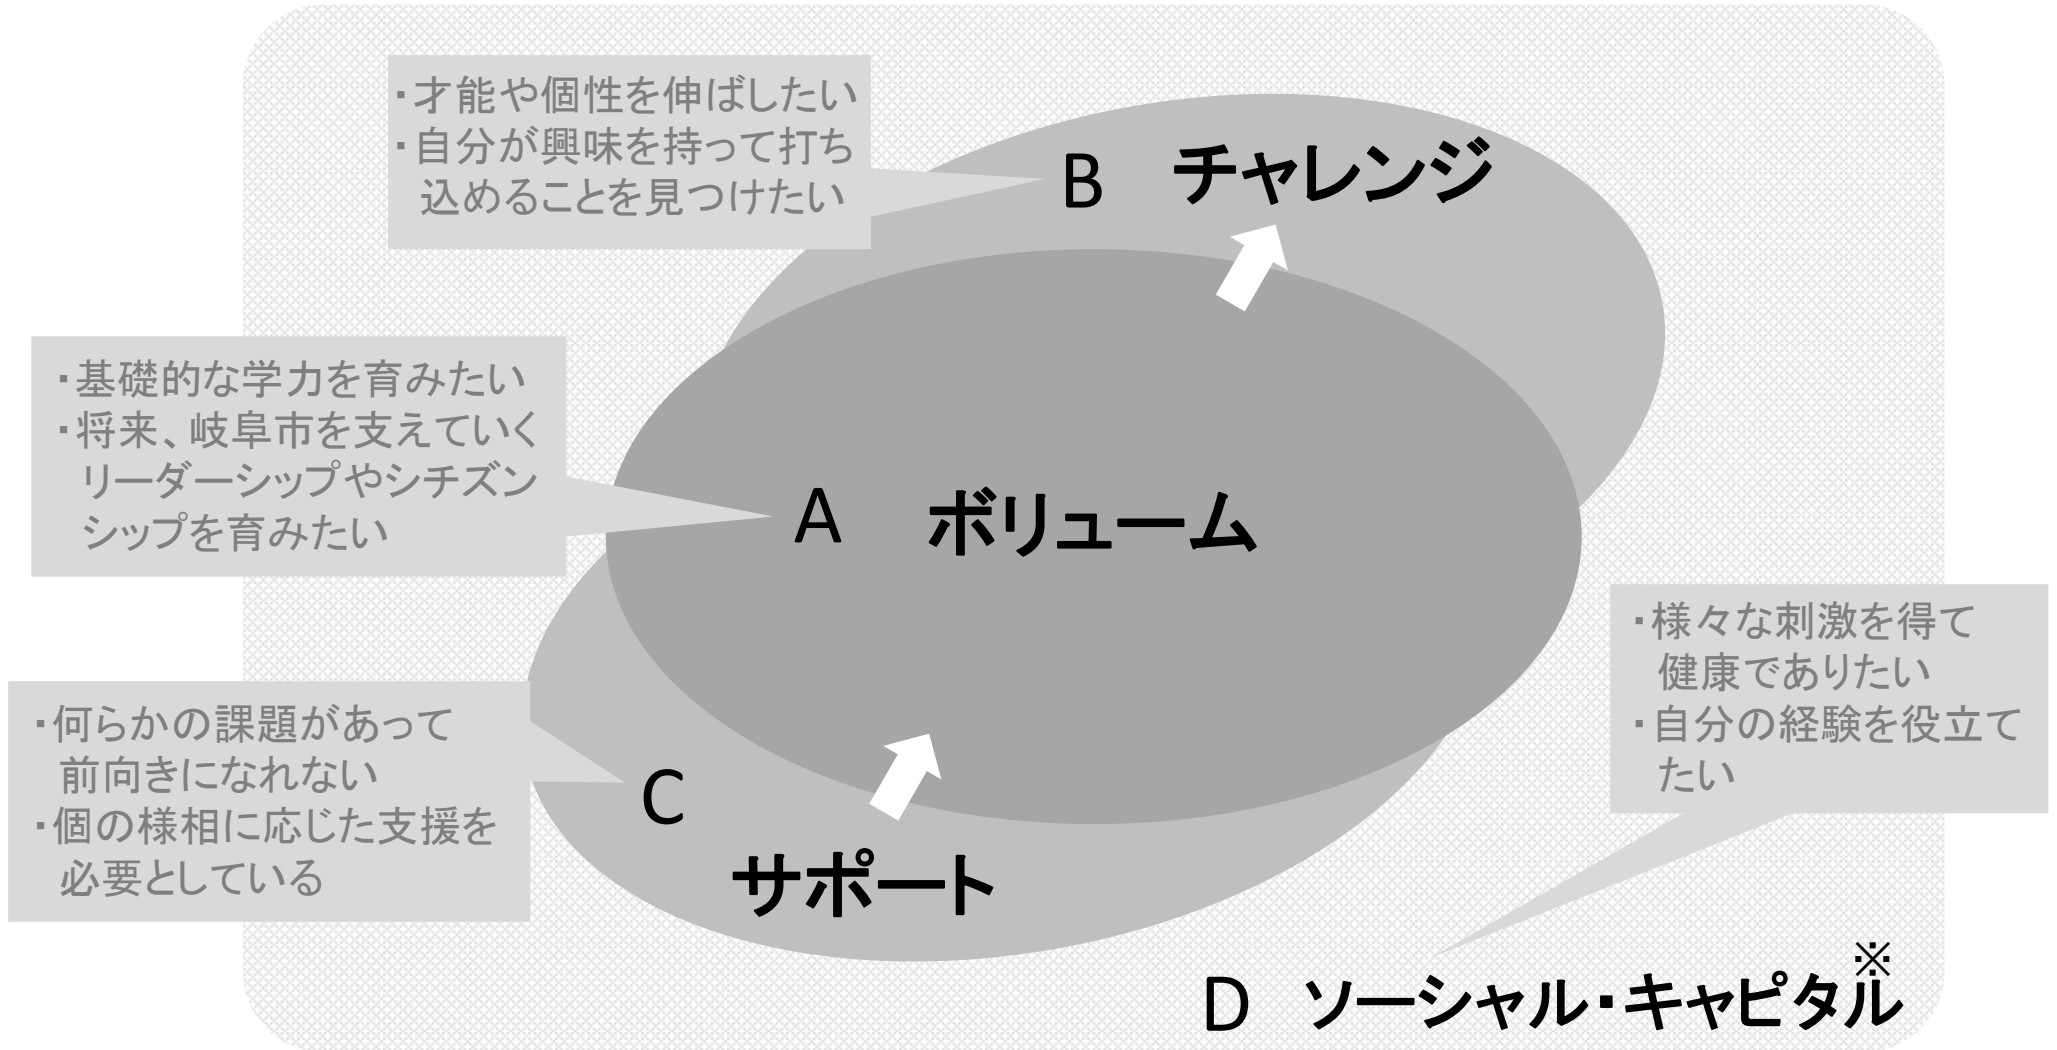 ・才能や個性を伸ばしたい
・自分が興味を持って打ち
込めることを見つけたい
B チャレンジ
・基礎的な学力を育みたい
・将来、岐阜市を支えていく
リーダーシップやシチズン
シップを育みたい
A ボリューム
・様々な刺激を得て
健康でありたい
・自分の経験を役立て
たい
・何らかの課題があって
前向きになれない
・個の様相に応じた支援を
必要としている
C
サポート
D ソーシャル・キャピタル※